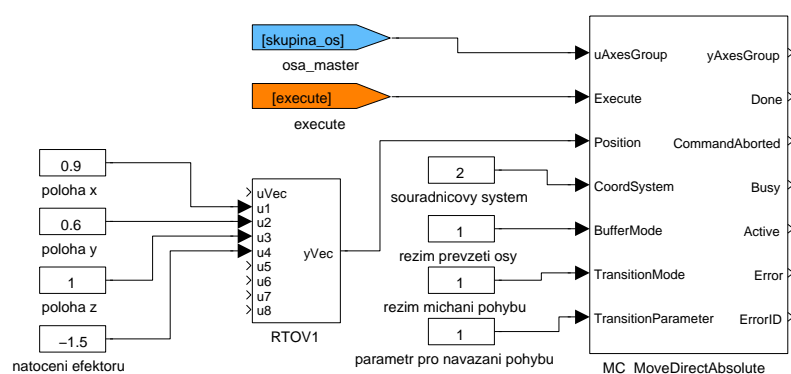 [skupina_os]
osa_master
[execute]
execute
0.9
poloha x
0.6
poloha y
1
poloha z
−1.5
natoceni efektoru
uVec
u1
u2
u3
u4
u5
u6
u7
u8
yVec
RTOV1
2
souradnicovy system
1
rezim prevzeti osy
1
rezim michani pohybu
1
parametr pro navazani pohybu
uAxesGroup
yAxesGroup
Execute
Done
Position
CommandAborted
CoordSystem
Busy
BufferMode
Active
TransitionMode
Error
TransitionParameter
ErrorID
MC_MoveDirectAbsolute